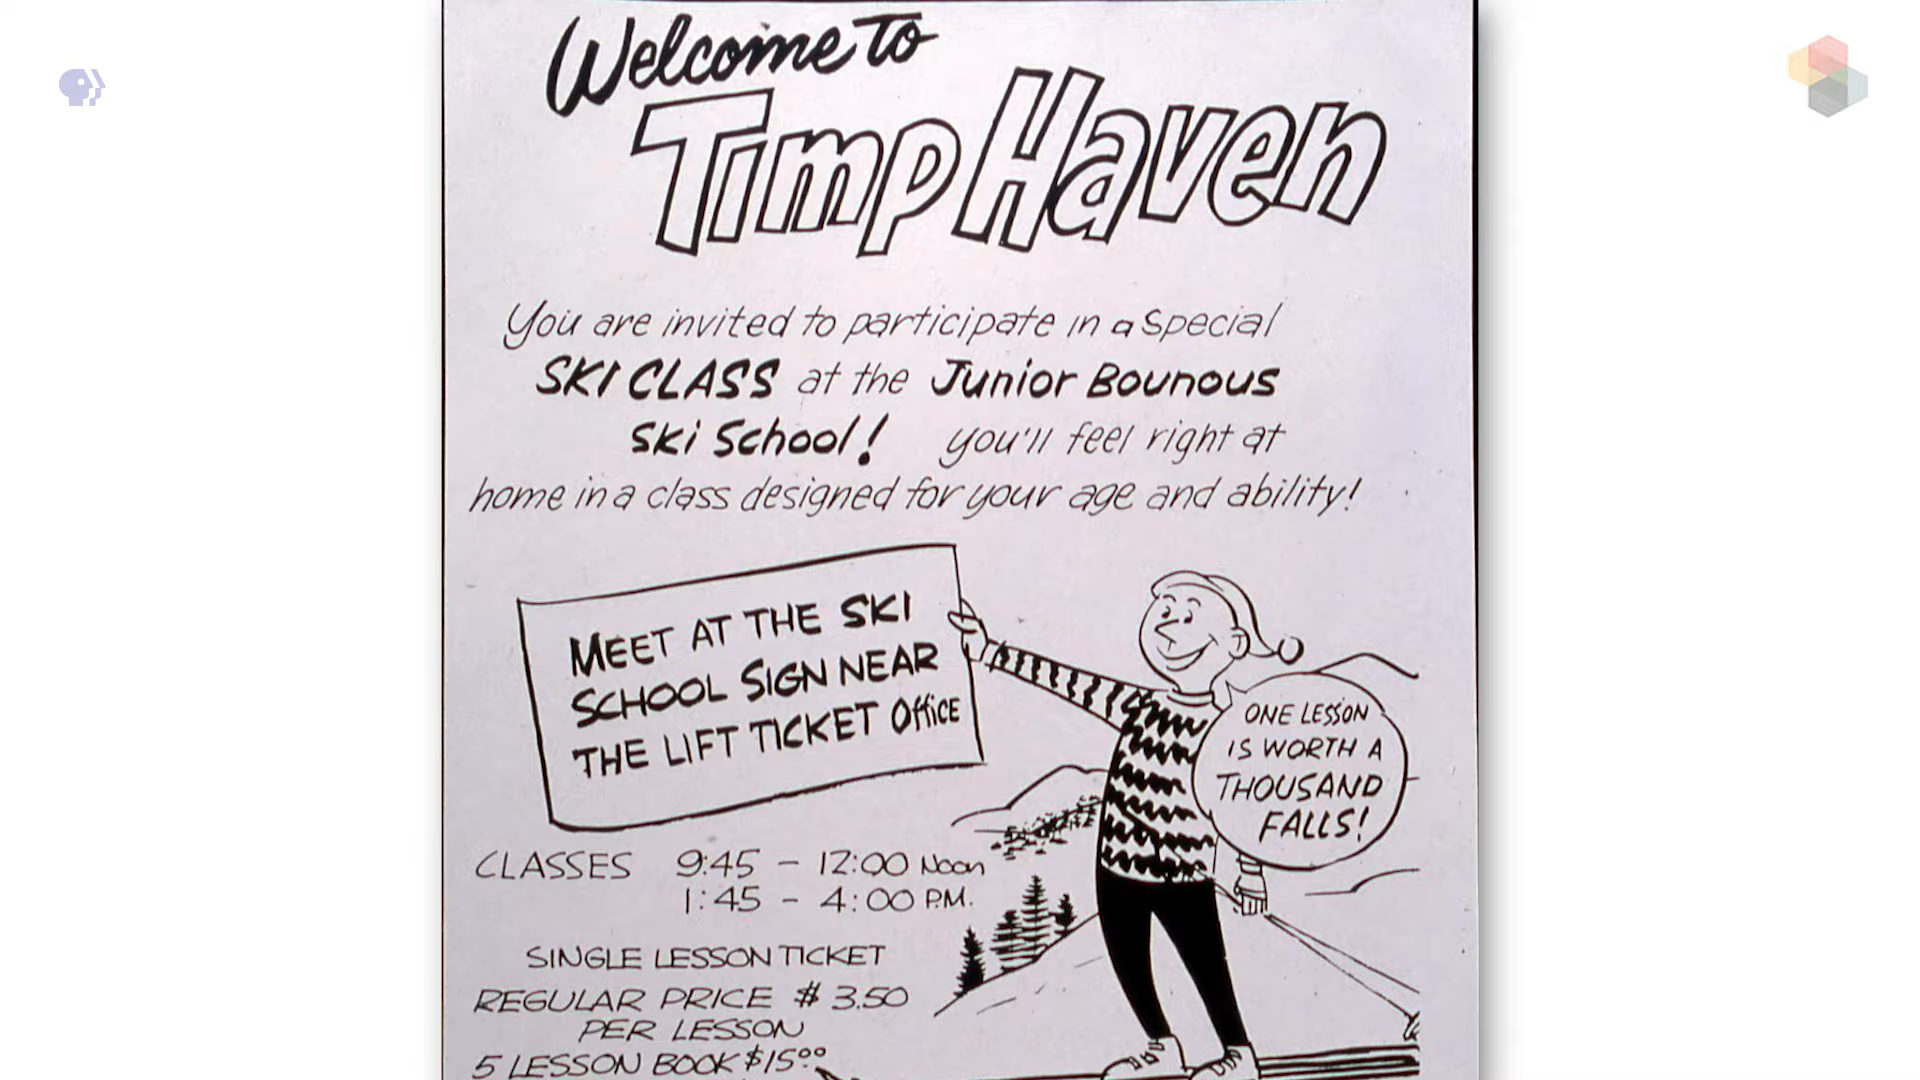 Welcome to
Timp Haven
You are invited to participate in a special
SKI CLASS at the Junior Bounous
Ski School! you'll feel right at
home in a class designed for your age and ability!
MEET AT THE SKI
SCHOOL SIGN NEAR
THE LIFT TICKET Office
ONE LESSON
IS WORTH A
THOUSAND
FALLS!
CLASSES 9:45 - 12:00 Noon
1:45 - 4:00 P.M.
SINGLE LESSON TICKET
REGULAR PRICE $3.50
PER LESSON
5 LESSON BOOK $15.00